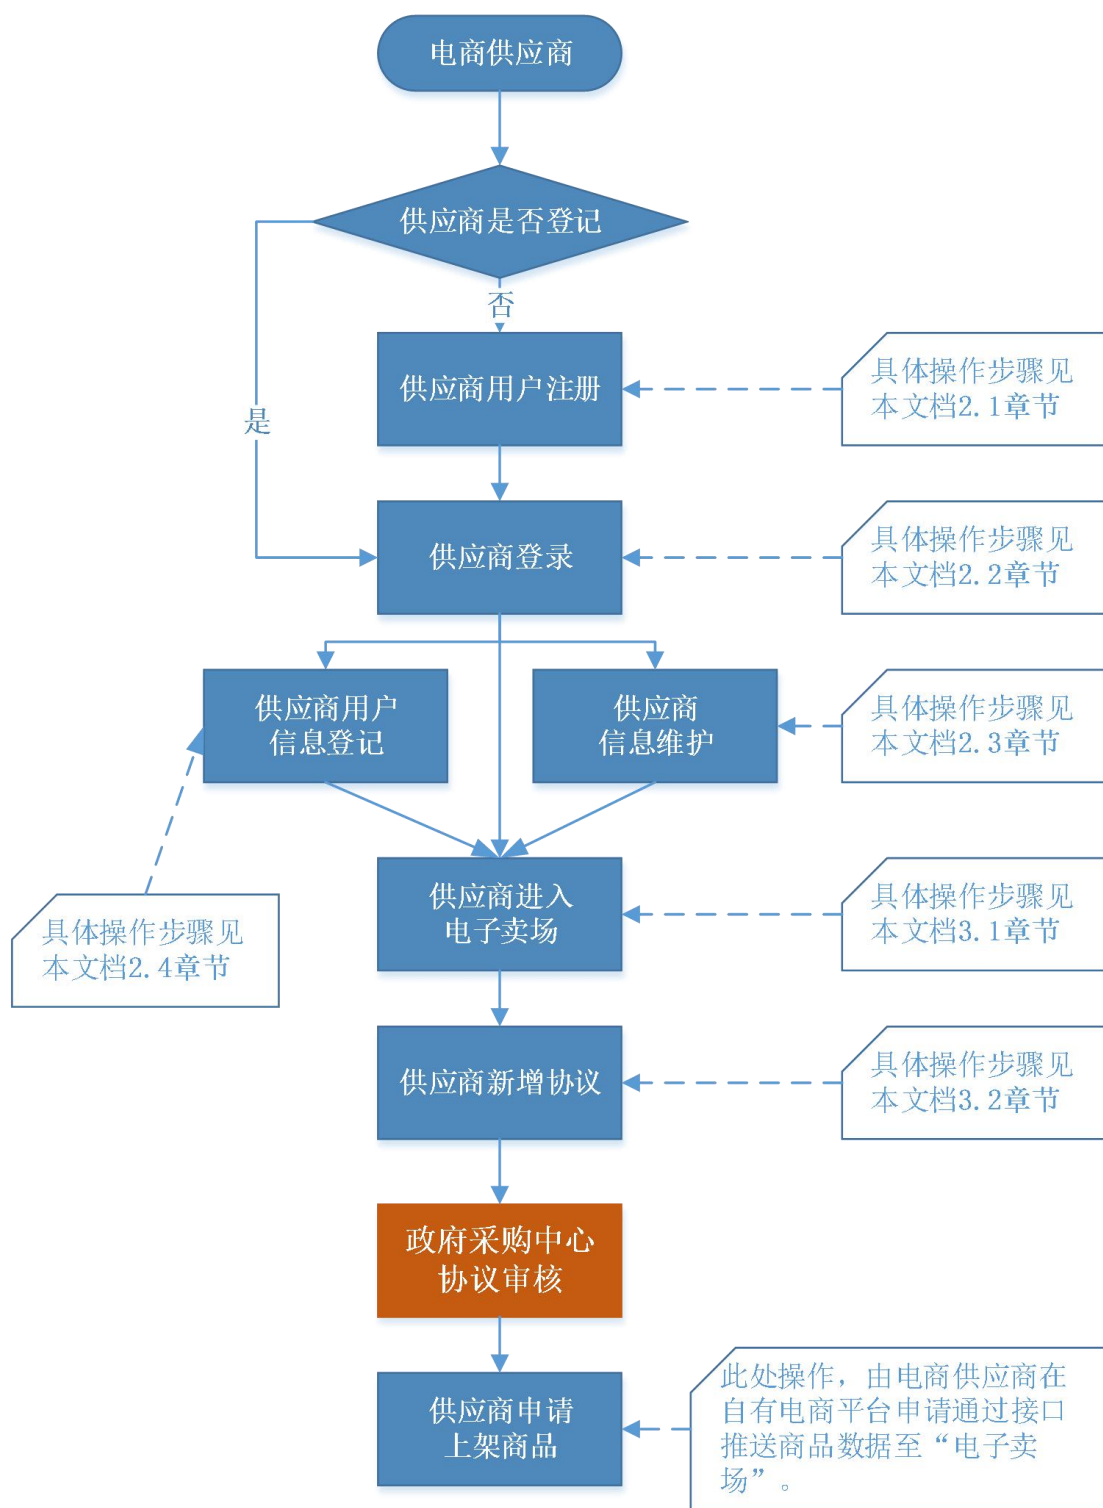 电商供应商
供应商是否登记
否
是
供应商用户注册
具体操作步骤见
本文档2.1章节
供应商登录
具体操作步骤见
本文档2.2章节
供应商用户
信息登记
供应商
信息维护
具体操作步骤见
本文档2.3章节
供应商进入
电子卖场
具体操作步骤见
本文档3.1章节
具体操作步骤见
本文档2.4章节
供应商新增协议
具体操作步骤见
本文档3.2章节
政府采购中心
协议审核
供应商申请
上架商品
此处操作，由电商供应商在
自有电商平台申请通过接口
推送商品数据至“电子卖
场”。